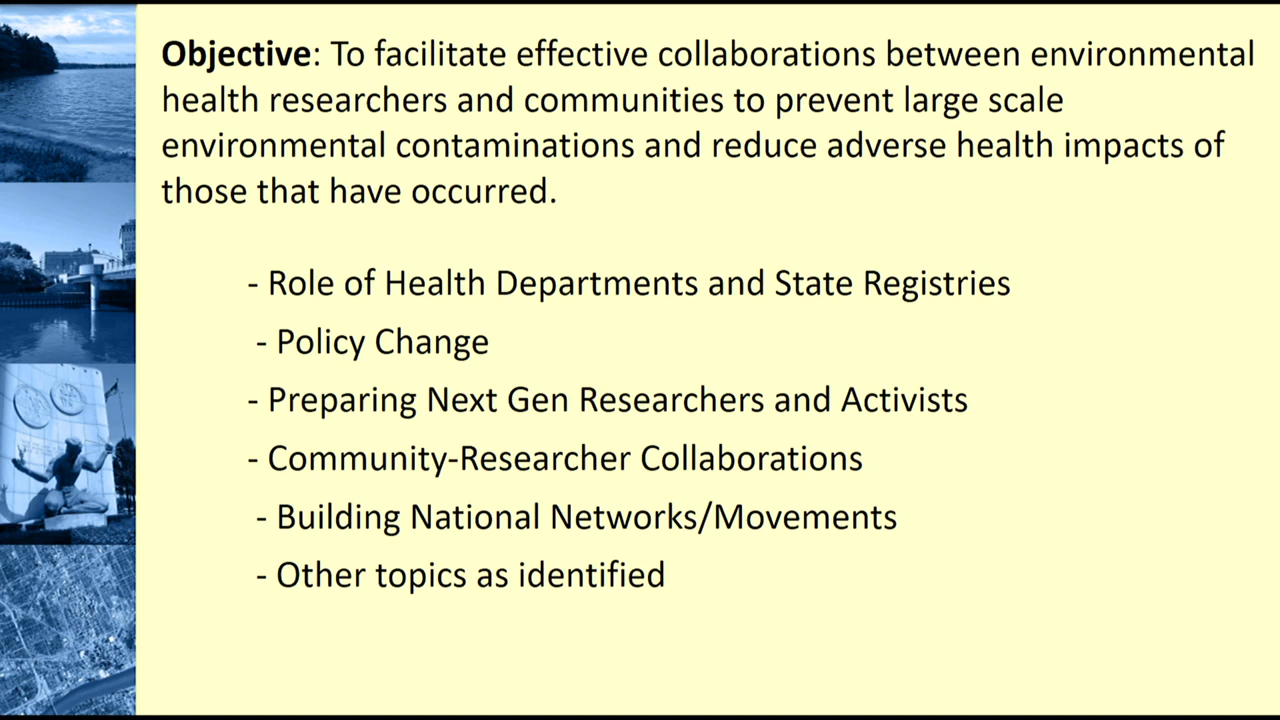 Objective: To facilitate effective collaborations between environmental
health researchers and communities to prevent large scale
environmental contaminations and reduce adverse health impacts of
those that have occurred.
- Role of Health Departments and State Registries
- Policy Change
- Preparing Next Gen Researchers and Activists
- Community-Researcher Collaborations
- Building National Networks/Movements
- Other topics as identified